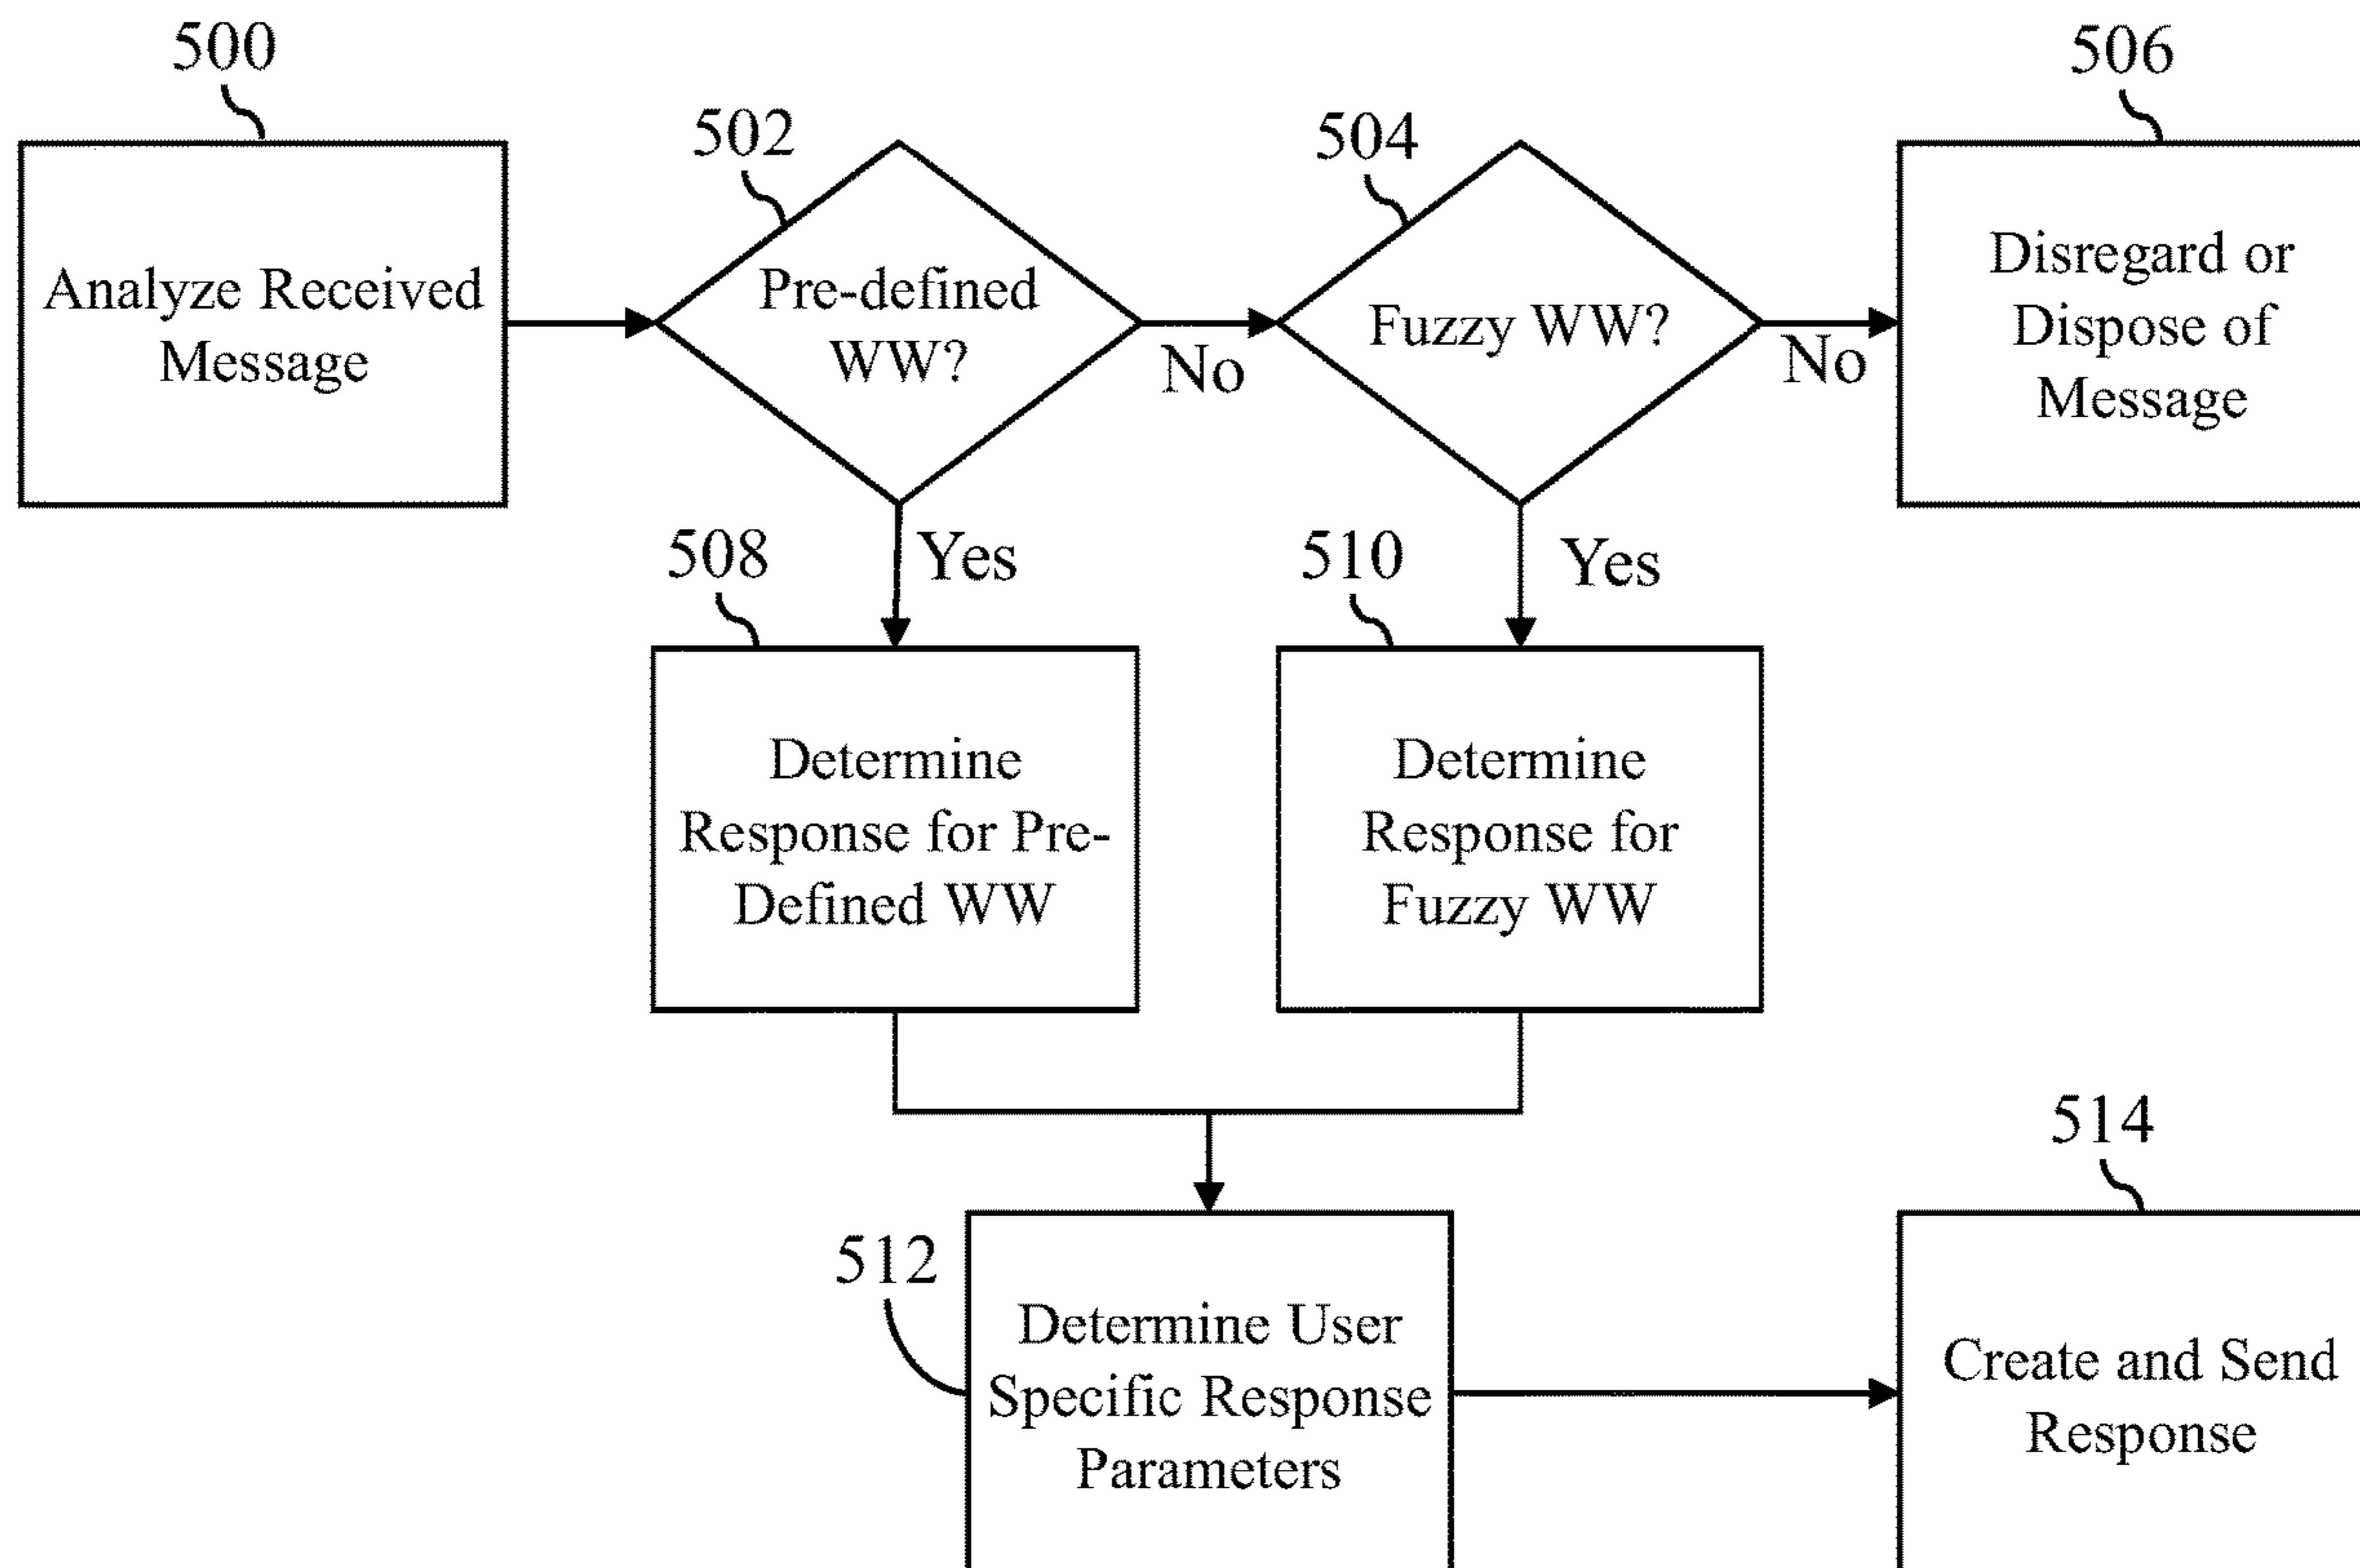 500
Analyze Received
Message
502
Pre-defined
WW?
No
504
Fuzzy WW?
No
506
Disregard or
Dispose of
Message
Yes
508
Determine
Response for Pre-
Defined WW
Yes
510
Determine
Response for
Fuzzy WW
512
Determine User
Specific Response
Parameters
514
Create and Send
Response